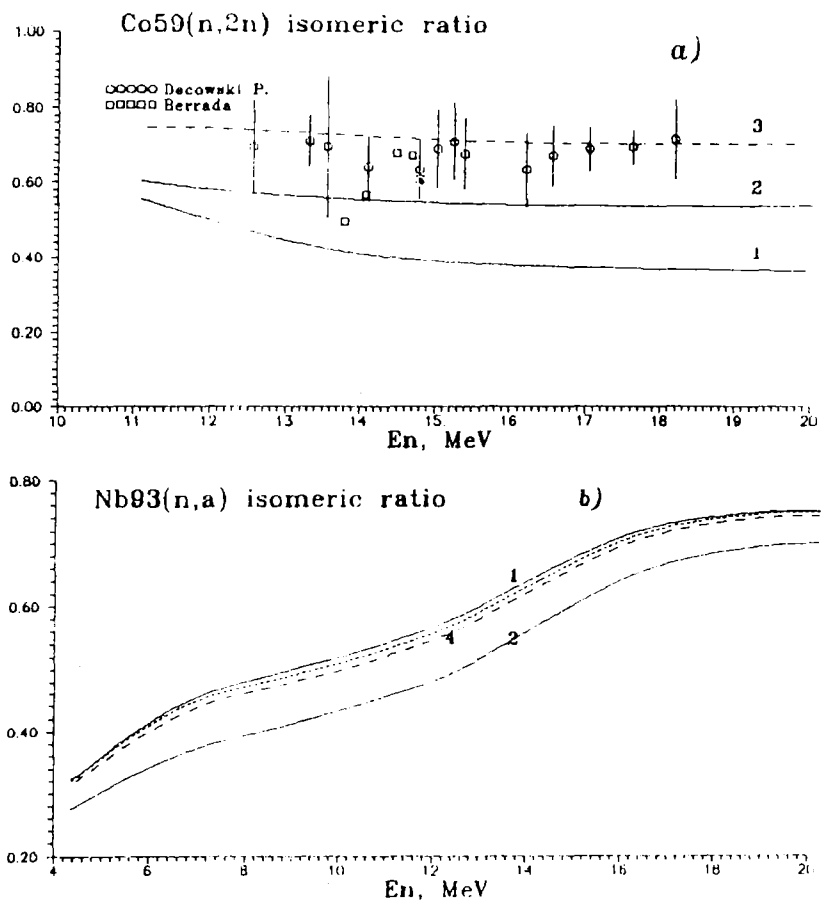 Co59(n,2n) isomeric ratio
a)
1.00
0.80
0.60
0.40
0.20
0.00
Decowski P.
Berrada
3
2
1
10 11 12 13 14 15 16 17 18 19 20
En, MeV
Nb93(n,a) isomeric ratio
b)
0.80
0.60
0.40
0.20
1
4
2
4 6 8 10 12 14 16 18 20
En, MeV